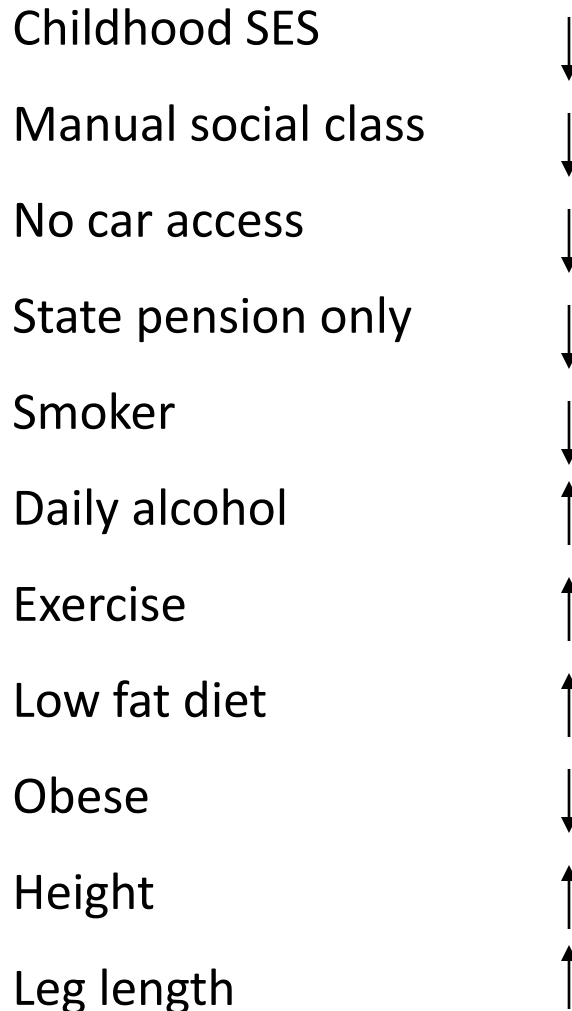 Childhood SES
Manual social class
No car access
State pension only
Smoker
Daily alcohol
Exercise
Low fat diet
Obese
Height
Leg length